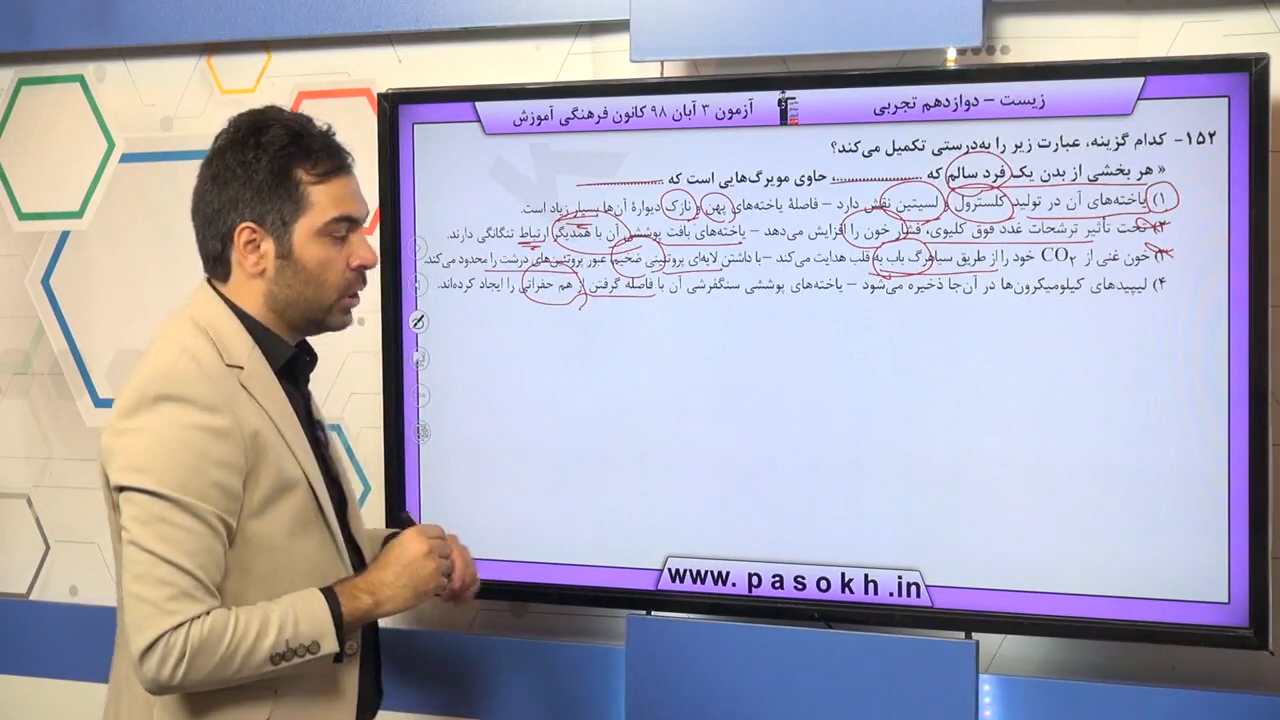 زیست – دوازدهم تجربی
آزمون ۳ آبان ۹۸ کانون فرهنگی آموزش
۱۵۲- کدام گزینه، عبارت زیر را به‌درستی تکمیل می‌کند؟
« هر بخشی از بدن یک فرد سالم که ......................، حاوی مویرگ‌هایی است که ......................
۱) یاخته‌های آن در تولید کلسترول و لسیتین نقش دارد – فاصلهٔ یاخته‌های پهن و نازک دیوارهٔ آن‌ها بسیار زیاد است.
۲) تحت تأثیر ترشحات غدد فوق کلیوی، فشار خون را افزایش می‌دهد – یاخته‌های بافت پوششی آن با همدیگر ارتباط تنگاتنگی دارند.
۳) خون غنی از CO₂ خود را از طریق سیاهرگ باب به قلب هدایت می‌کند – با داشتن لایه‌ای پروتئینی ضخیم، عبور پروتئین‌های درشت را محدود می‌کند.
۴) لیپیدهای کیلومیکرون‌ها در آن‌جا ذخیره می‌شود – یاخته‌های پوششی سنگفرشی آن با فاصله گرفتن از هم حفراتی را ایجاد کرده‌اند.
www.pasokh.in